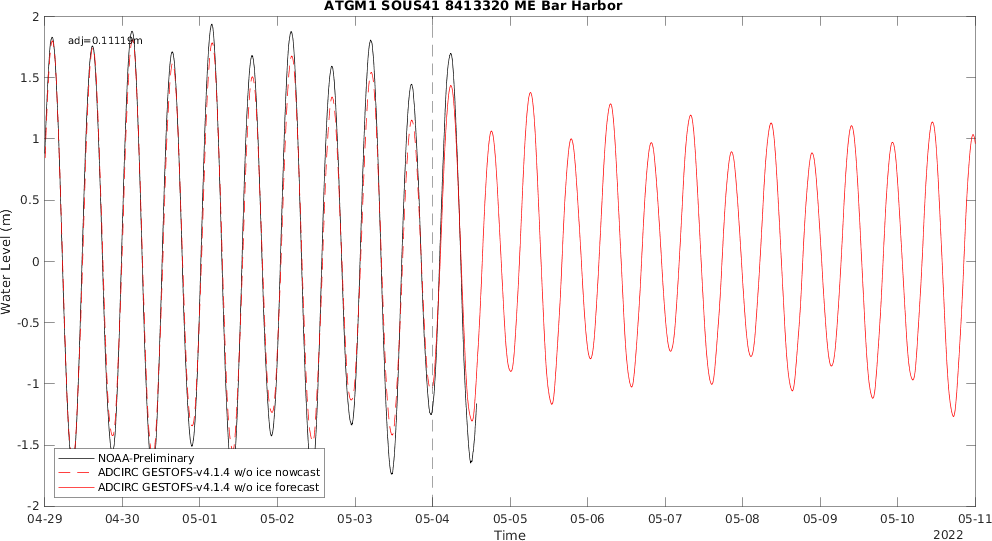 ATGM1 SOUS41 8413320 ME Bar Harbor
adj=0.11119m
Water Level (m)
2
1.5
1
0.5
0
-0.5
-1
-1.5
-2
NOAA-Preliminary
ADCIRC GESTOFS-v4.1.4 w/o ice nowcast
ADCIRC GESTOFS-v4.1.4 w/o ice forecast
04-29 04-30 05-01 05-02 05-03 05-04 05-05 05-06 05-07 05-08 05-09 05-10 05-11
Time
2022